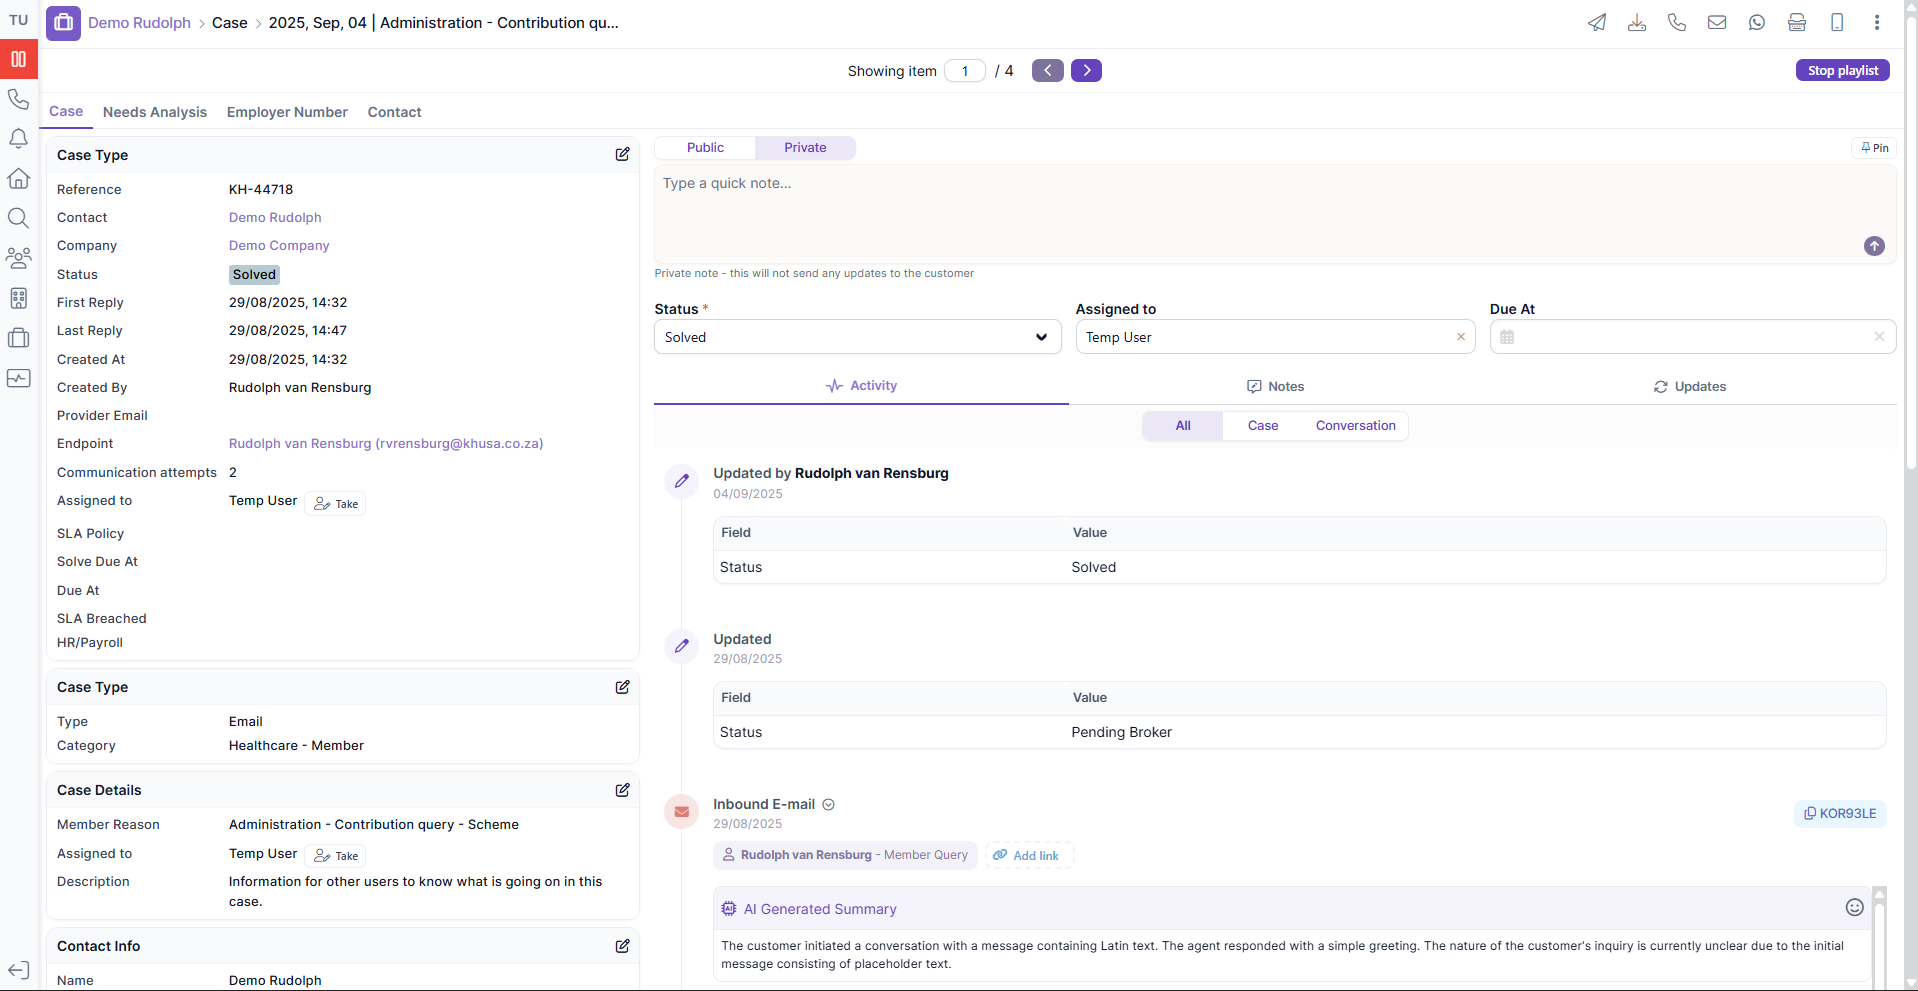 TU
Demo Rudolph > Case > 2025, Sep, 04 | Administration - Contribution qu...
Showing item 1 / 4
Stop playlist
Case Needs Analysis Employer Number Contact
Case Type
Reference KH-44718
Contact Demo Rudolph
Company Demo Company
Status Solved
First Reply 29/08/2025, 14:32
Last Reply 29/08/2025, 14:47
Created At 29/08/2025, 14:32
Created By Rudolph van Rensburg
Provider Email
Endpoint Rudolph van Rensburg (rvrensburg@khusa.co.za)
Communication attempts 2
Assigned to Temp User Take
SLA Policy
Solve Due At
Due At
SLA Breached
HR/Payroll
Case Type
Type Email
Category Healthcare - Member
Case Details
Member Reason Administration - Contribution query - Scheme
Assigned to Temp User Take
Description Information for other users to know what is going on in this
case.
Contact Info
Name Demo Rudolph
Public Private
Pin
Type a quick note...
Private note - this will not send any updates to the customer
Status * Assigned to Due At
Solved Temp User
Activity Notes Updates
All Case Conversation
Updated by Rudolph van Rensburg
04/09/2025
Field Value
Status Solved
Updated
29/08/2025
Field Value
Status Pending Broker
Inbound E-mail
29/08/2025
KOR93LE
Rudolph van Rensburg - Member Query Add link
AI AI Generated Summary
The customer initiated a conversation with a message containing Latin text. The agent responded with a simple greeting. The nature of the customer's inquiry is currently unclear due to the initial
message consisting of placeholder text.